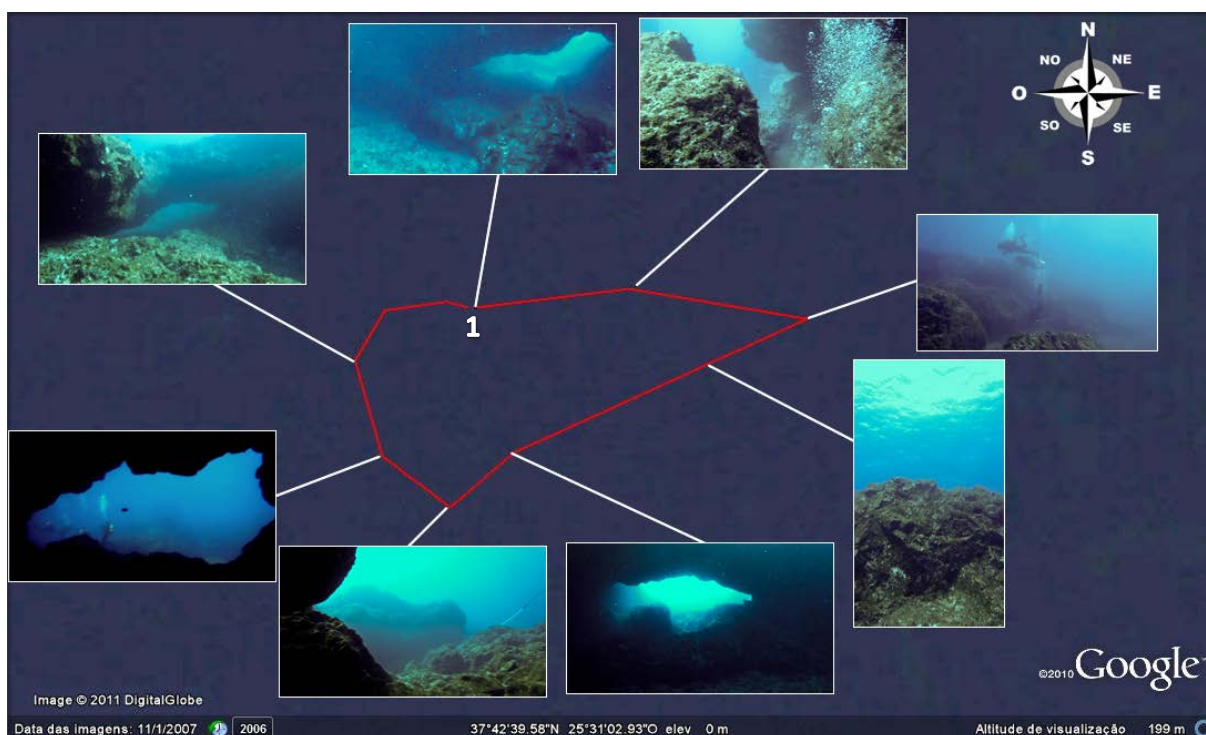 N
NO NE
O E
SO SE
S
1
©2010 Google
Image © 2011 DigitalGlobe
Data das imagens: 11/1/2007 2006 37°42'39.58"N 25°31'02.93"O elev 0 m Altitude de visualização 199 m